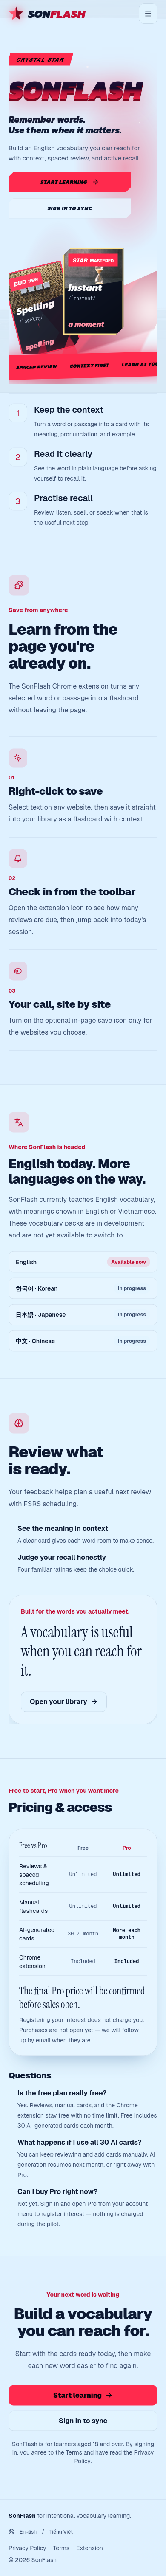 SONFLASH
CRYSTAL STAR
SONFLASH
Remember words.
Use them when it matters.
Build an English vocabulary you can reach for
with context, spaced review, and active recall.
START LEARNING →
SIGN IN TO SYNC
BUD NEW
Spelling
spelling
STAR MASTERED
Instant
/ˈɪnstənt/
a moment
SPACED REVIEW
CONTEXT FIRST
1
Keep the context
Turn a word or passage into a card with its
meaning, pronunciation, and example.
2
Read it clearly
See the word in plain language before asking
yourself to recall it.
3
Practise recall
Review, listen, spell, or speak when that is
the useful next step.
Save from anywhere
Learn from the
page you're
already on.
The SonFlash Chrome extension turns any
selected word or passage into a flashcard
without leaving the page.
01
Right-click to save
Select text on any website, then save it straight
into your library as a flashcard with context.
02
Check in from the toolbar
Open the extension icon to see how many
reviews are due, then jump back into today's
session.
03
Your call, site by site
Turn on the optional in-page save icon only for
the websites you choose.
Where SonFlash is headed
English today. More
languages on the way.
SonFlash currently teaches English vocabulary,
with meanings shown in English or Vietnamese.
These vocabulary packs are in development
and are not yet available to switch to.
English Available now
한국어 · Korean In progress
日本語 · Japanese In progress
中文 · Chinese In progress
Review what
is ready.
Your feedback helps plan a useful next review
with FSRS scheduling.
See the meaning in context
A clear card gives each word room to make sense.
Judge your recall honestly
Four familiar ratings keep the choice quick.
Built for the words you actually meet.
A vocabulary is useful
when you can reach for
it.
Open your library →
Free to start, Pro when you want more
Pricing & access
Free vs Pro Free Pro
Reviews &
spaced
scheduling
Unlimited Unlimited
Manual
flashcards
Unlimited Unlimited
AI-generated
cards
30 / month More each
month
Chrome
extension
Included Included
The final Pro price will be confirmed
before sales open.
Registering your interest does not charge you.
Purchases are not open yet — we will follow
up by email when they are.
Questions
Is the free plan really free?
Yes. Reviews, manual cards, and the Chrome
extension stay free with no time limit. Free includes
30 AI-generated cards each month.
What happens if I use all 30 AI cards?
You can keep reviewing and add cards manually. AI
generation resumes next month, or right away with
Pro.
Can I buy Pro right now?
Not yet. Sign in and open Pro from your account
menu to register interest — nothing is charged
during the pilot.
Your next word is waiting
Build a vocabulary
you can reach for.
Start with the cards ready today, then make
each new word easier to find again.
Start learning →
Sign in to sync
SonFlash is for learners aged 18 and over. By signing
in, you agree to the Terms and have read the Privacy
Policy.
SonFlash for intentional vocabulary learning.
English / Tiếng Việt
Privacy Policy Terms Extension
© 2026 SonFlash